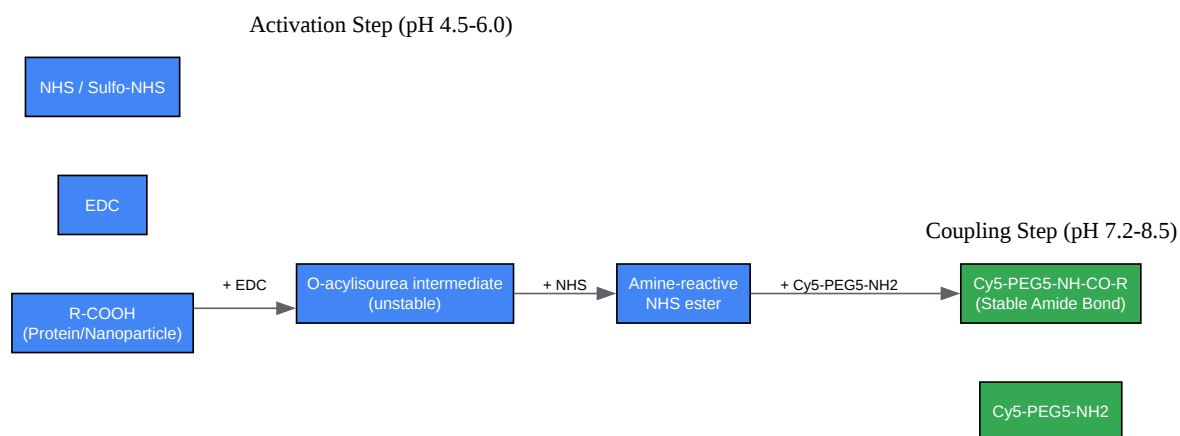 Activation Step (pH 4.5-6.0)
NHS / Sulfo-NHS
EDC
Coupling Step (pH 7.2-8.5)
R-COOH
(Protein/Nanoparticle)
+ EDC
O-acylisourea intermediate
(unstable)
+ NHS
Amine-reactive
NHS ester
+ Cy5-PEG5-NH2
Cy5-PEG5-NH-CO-R
(Stable Amide Bond)
Cy5-PEG5-NH2